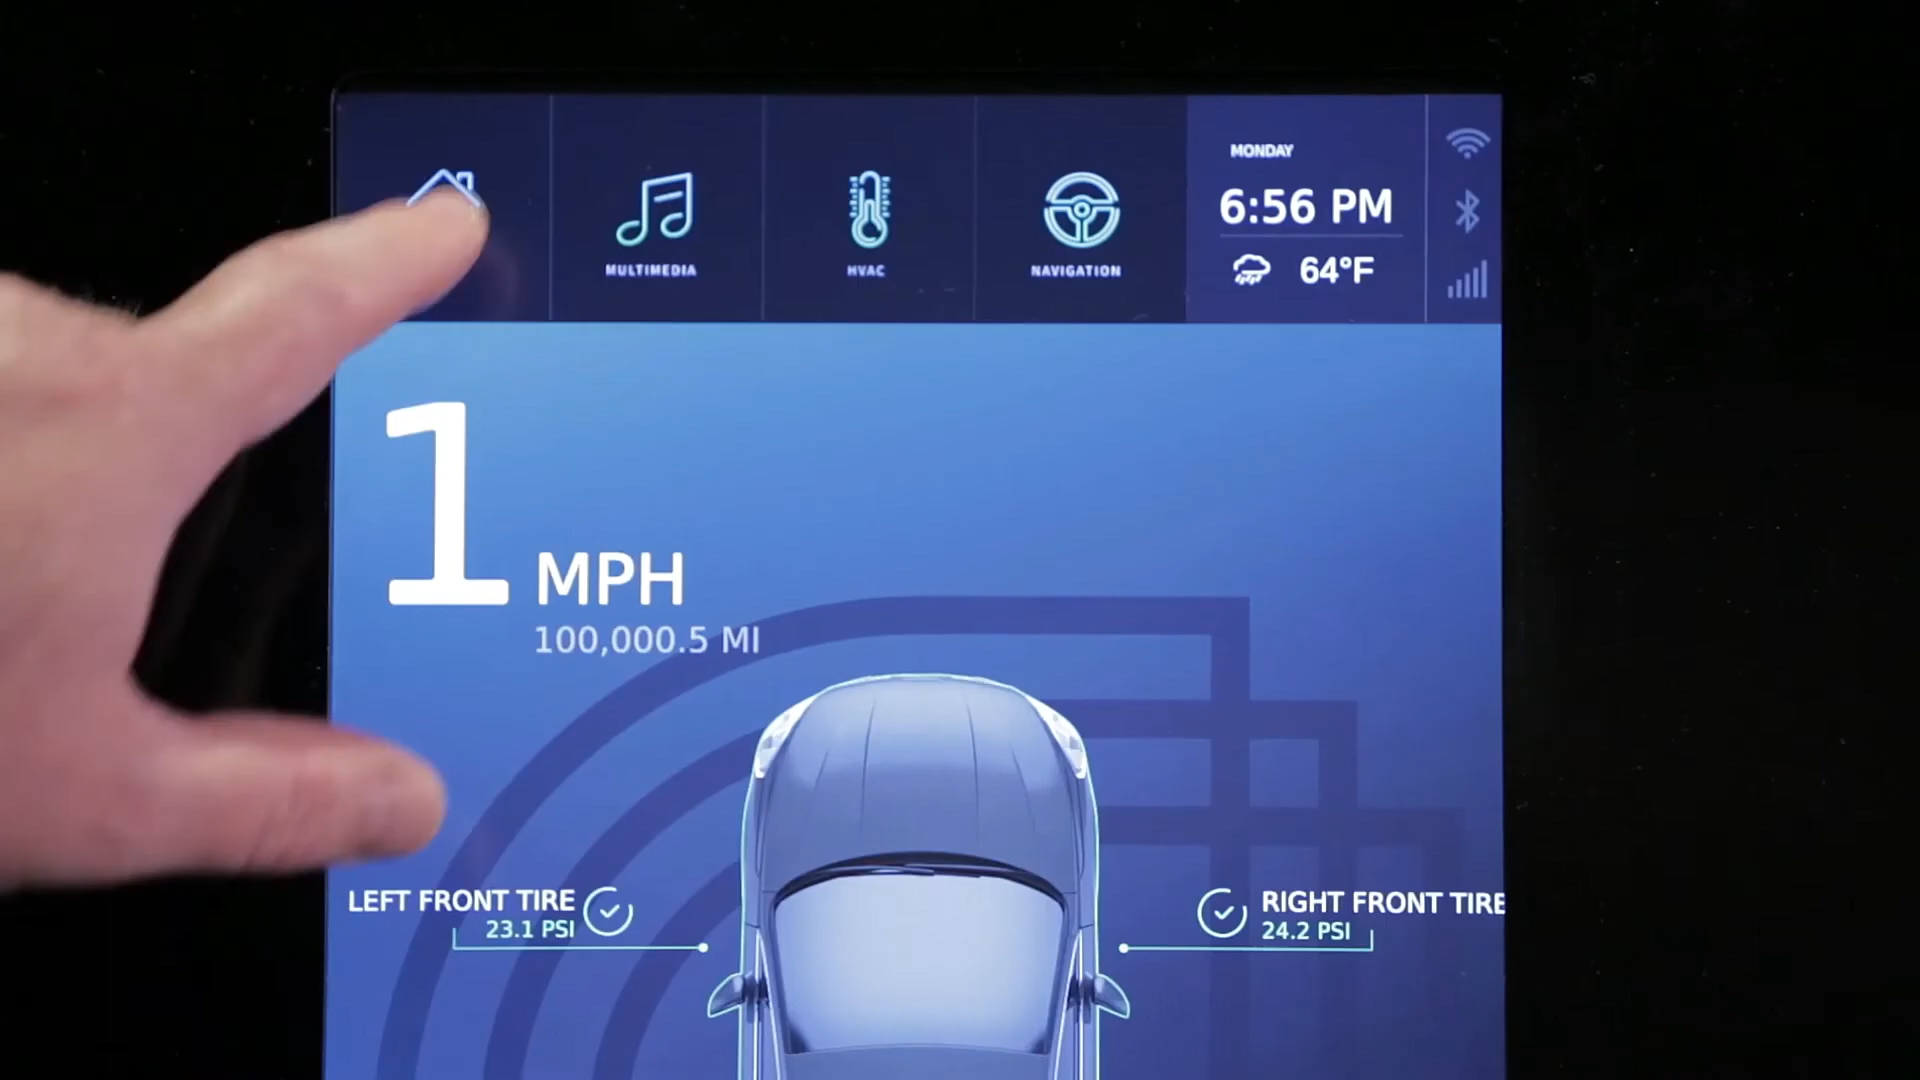 MULTIMEDIA
HVAC
NAVIGATION
MONDAY
6:56 PM
64°F
1 MPH
100,000.5 MI
LEFT FRONT TIRE
23.1 PSI
RIGHT FRONT TIRE
24.2 PSI